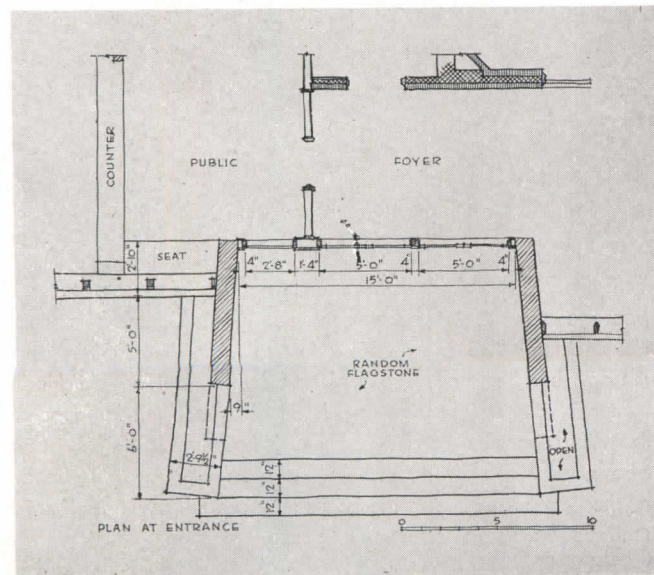 COUNTER
PUBLIC
FOYER
SEAT
2'-10"
4"
2'-8"
1'-4"
5'-0"
4"
5'-0"
4"
15'-0"
5'-0"
RANDOM
FLAGSTONE
9"
6'-0"
2'-9½"
12"
12"
12"
OPEN
PLAN AT ENTRANCE
0 5 10